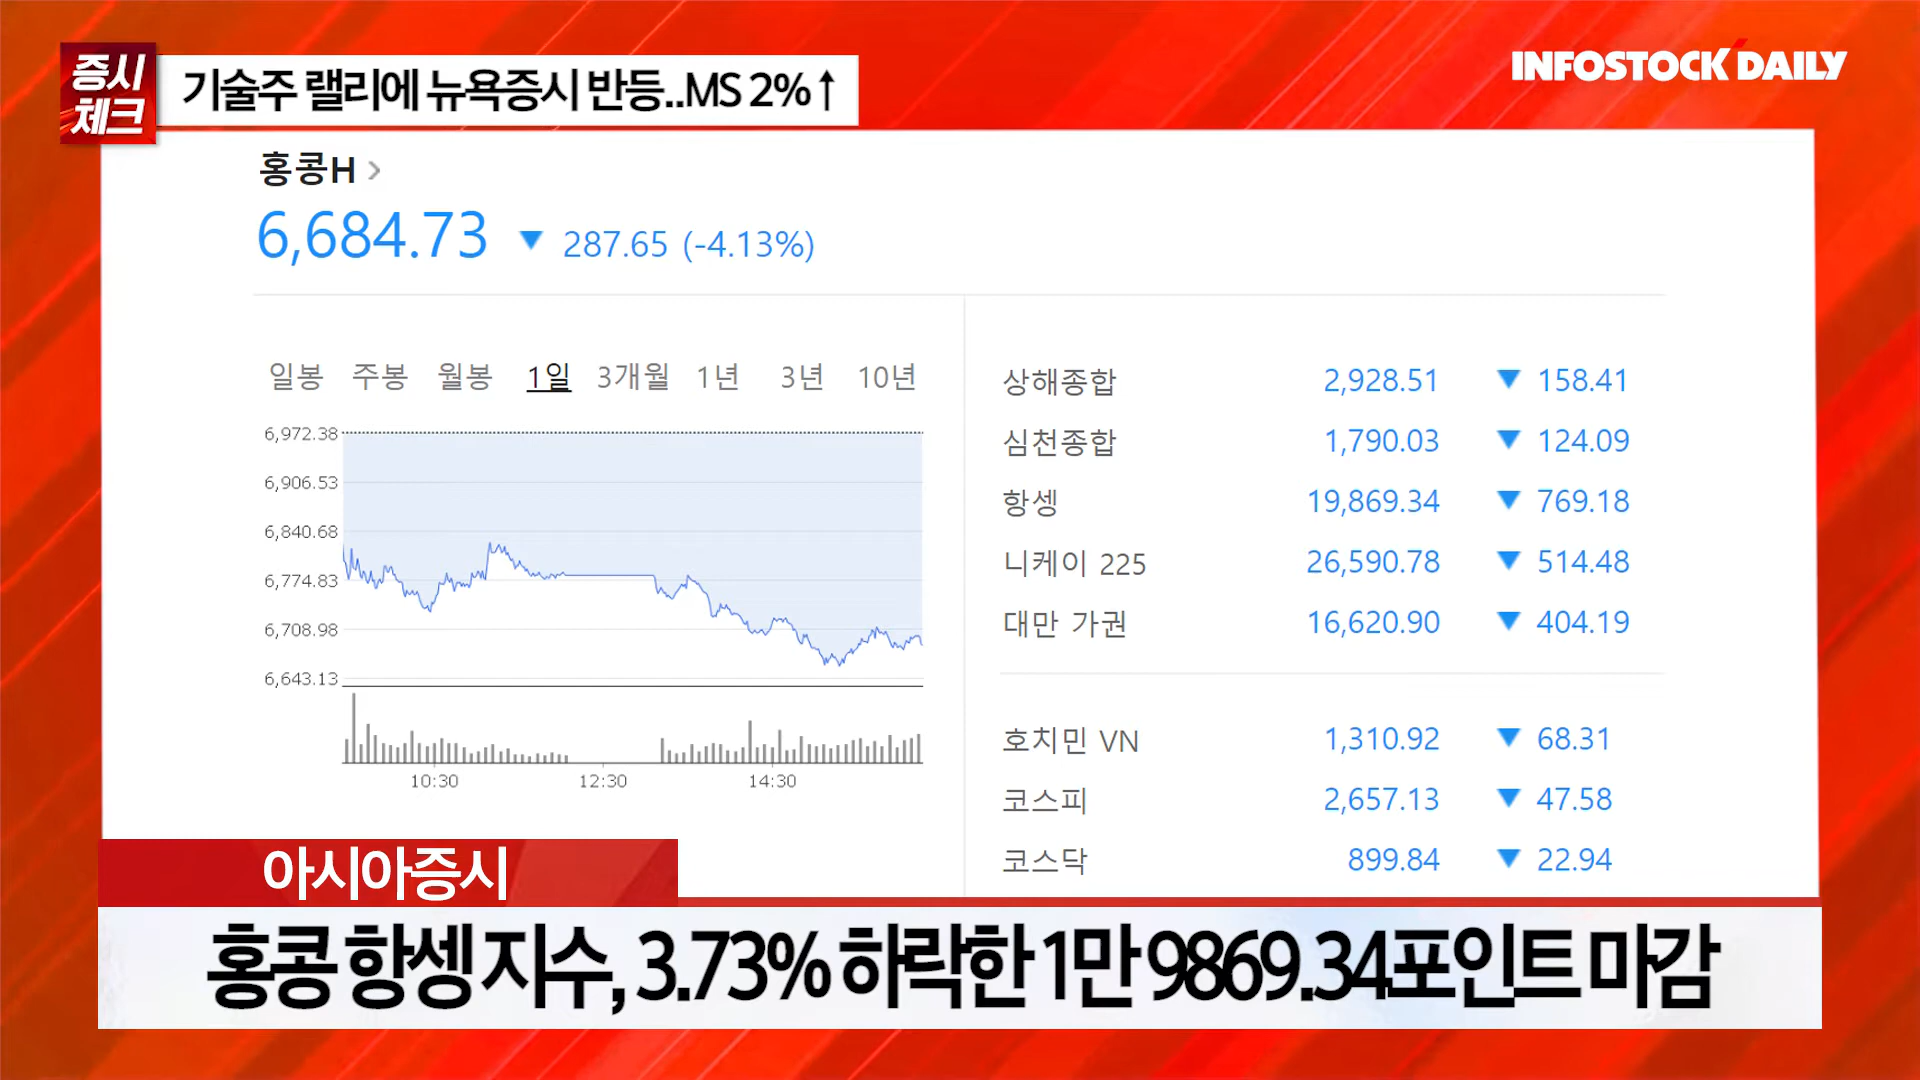 증시
체크
기술주 랠리에 뉴욕증시 반등..MS 2%↑
INFOSTOCK DAILY
홍콩H >
6,684.73 ▼ 287.65 (-4.13%)
일봉 주봉 월봉 1일 3개월 1년 3년 10년
6,972.38
6,906.53
6,840.68
6,774.83
6,708.98
6,643.13
10:30 12:30 14:30
상해종합 2,928.51 ▼ 158.41
심천종합 1,790.03 ▼ 124.09
항셍 19,869.34 ▼ 769.18
니케이 225 26,590.78 ▼ 514.48
대만 가권 16,620.90 ▼ 404.19
호치민 VN 1,310.92 ▼ 68.31
코스피 2,657.13 ▼ 47.58
코스닥 899.84 ▼ 22.94
아시아증시
홍콩 항셍 지수, 3.73% 하락한 1만 9869.34포인트 마감